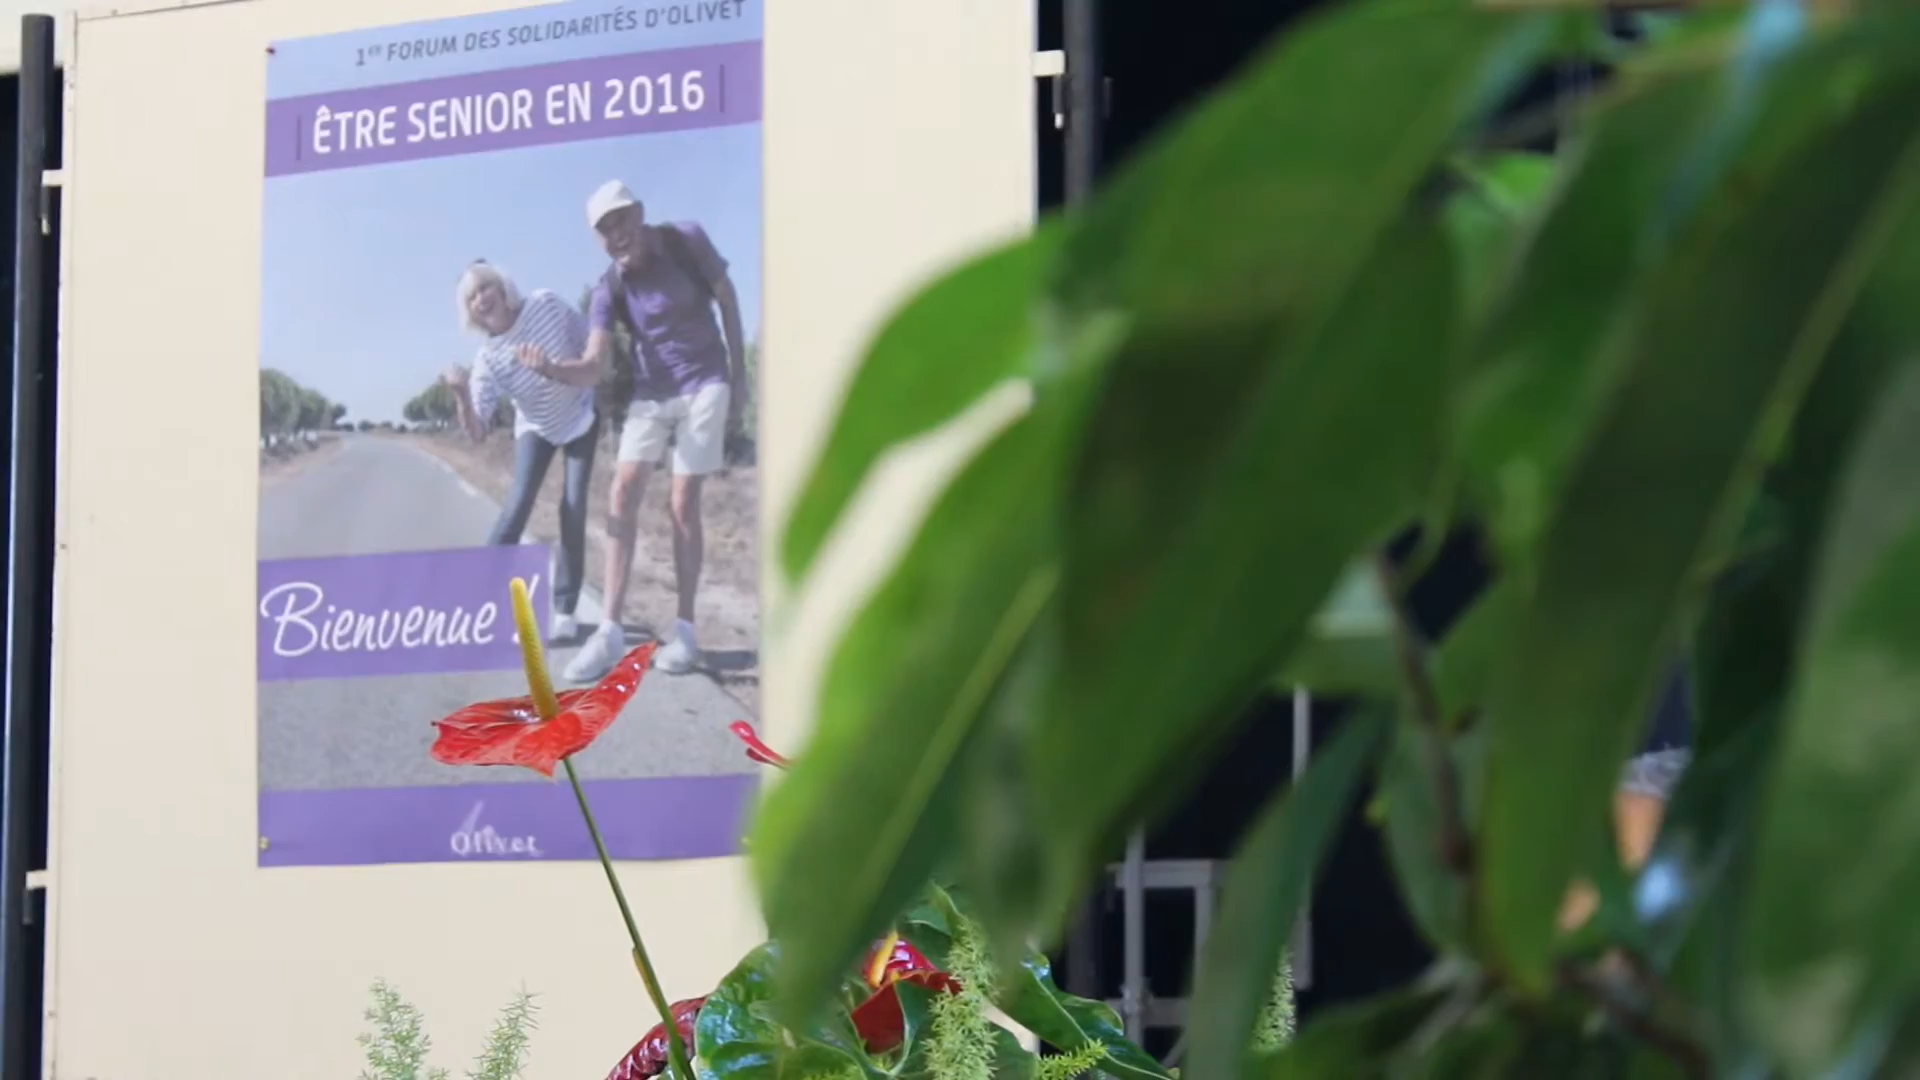 1ER FORUM DES SOLIDARITÉS D'OLIVET
ÊTRE SENIOR EN 2016
Bienvenue !
Olivet